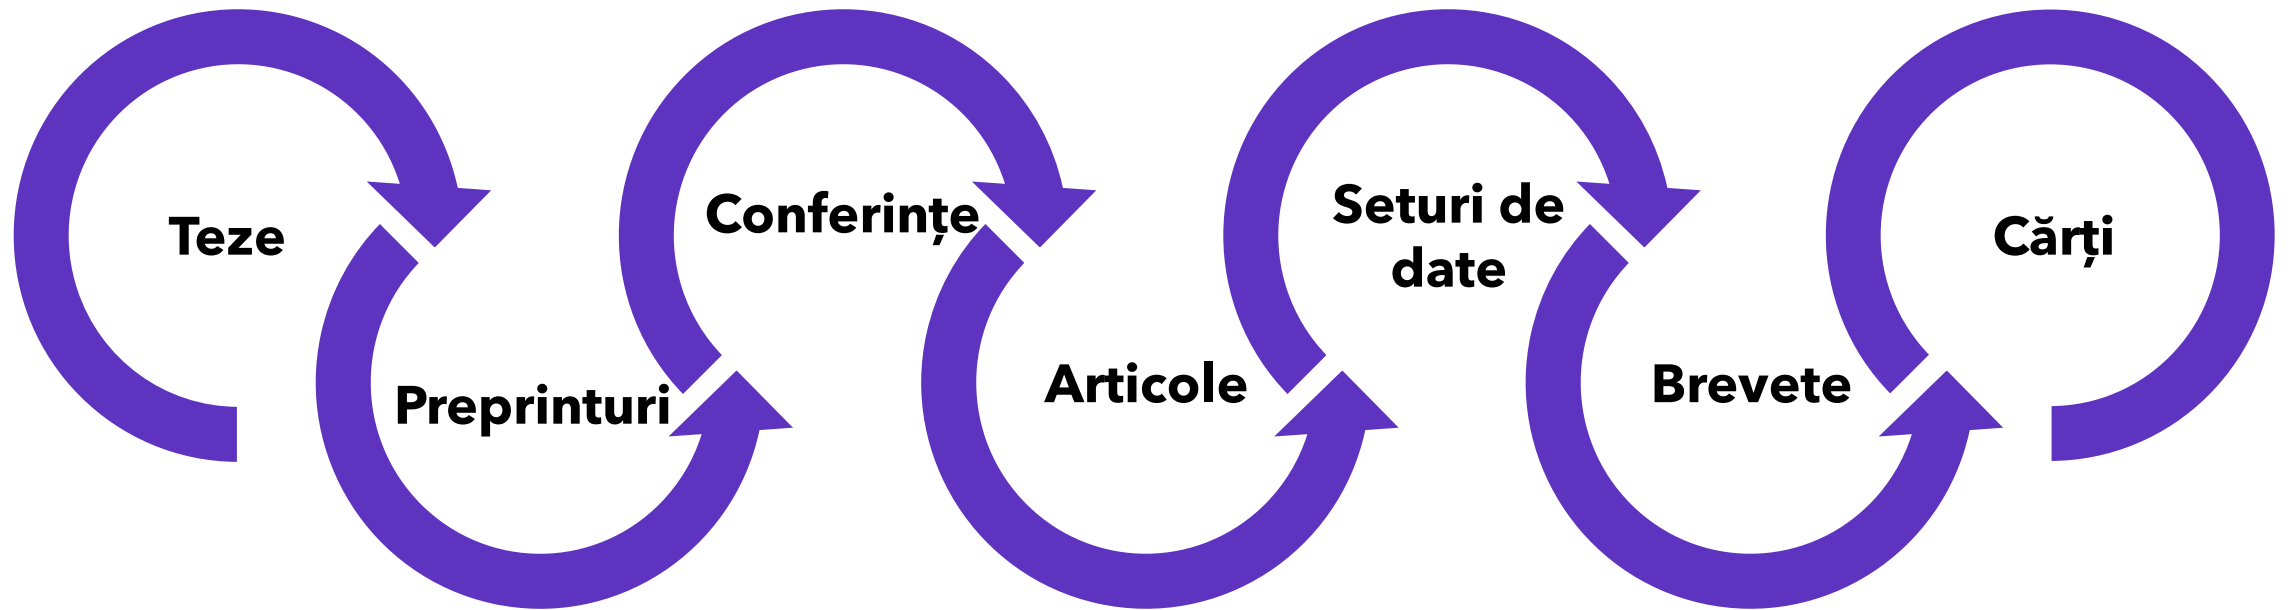 Teze
Preprinturi
Conferințe
Articole
Seturi de
date
Brevete
Cărți